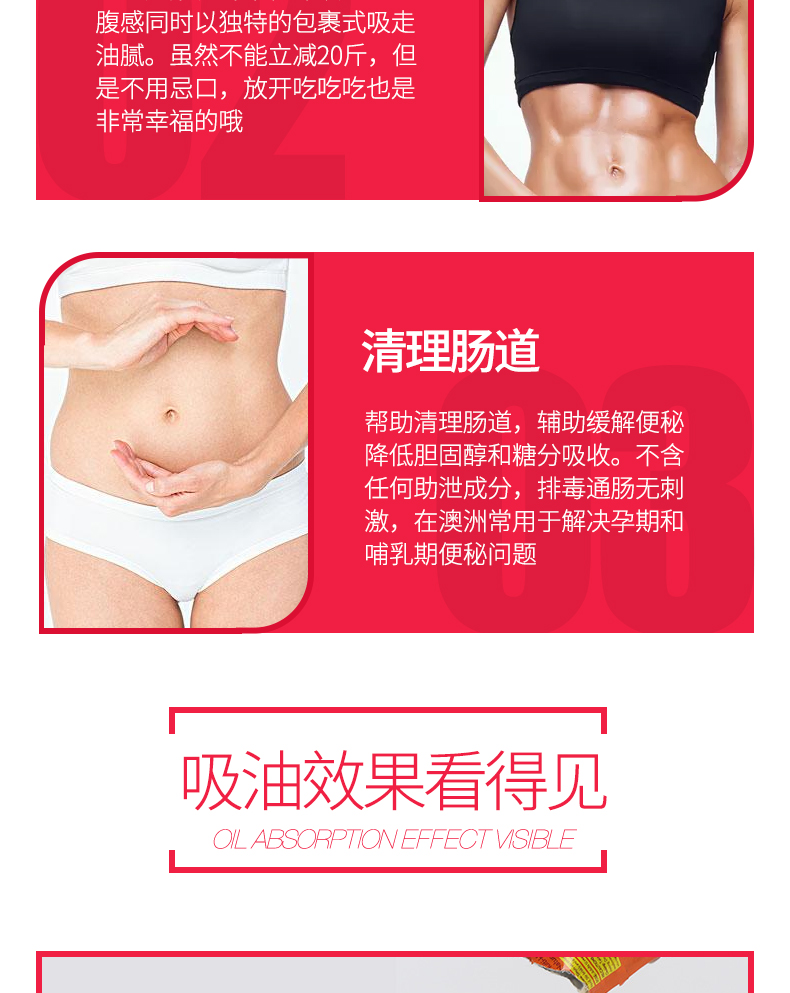 腹感同时以独特的包裹式吸走
油腻。虽然不能立减20斤，但
是不用忌口，放开吃吃吃也是
非常幸福的哦
02
清理肠道
03
帮助清理肠道，辅助缓解便秘
降低胆固醇和糖分吸收。不含
任何助泄成分，排毒通肠无刺
激，在澳洲常用于解决孕期和
哺乳期便秘问题
吸油效果看得见
OIL ABSORPTION EFFECT VISIBLE